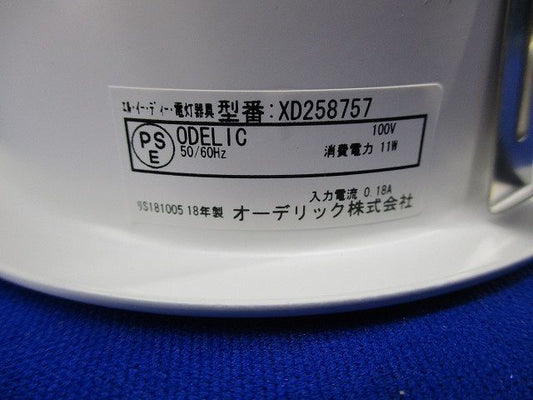 エル・イー・ディー・電灯器具 型番:XD258757
PS E ODELIC 100V
50/60Hz 消費電力 11W
入力電流 0.18A
US181005 18年製 オーデリック株式会社